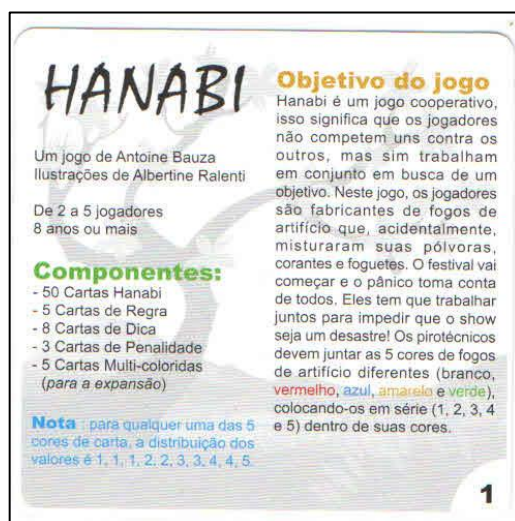 HANABI
Um jogo de Antoine Bauza
Ilustrações de Albertine Ralenti
De 2 a 5 jogadores
8 anos ou mais
Componentes:
- 50 Cartas Hanabi
- 5 Cartas de Regra
- 8 Cartas de Dica
- 3 Cartas de Penalidade
- 5 Cartas Multi-coloridas
(para a expansão)
Nota : para qualquer uma das 5
cores de carta, a distribuição dos
valores é 1, 1, 1, 2, 2, 3, 3, 4, 4, 5.
Objetivo do jogo
Hanabi é um jogo cooperativo,
isso significa que os jogadores
não competem uns contra os
outros, mas sim trabalham
em conjunto em busca de um
objetivo. Neste jogo, os jogadores
são fabricantes de fogos de
artifício que, acidentalmente,
misturaram suas pólvoras,
corantes e foguetes. O festival vai
começar e o pânico toma conta
de todos. Eles tem que trabalhar
juntos para impedir que o show
seja um desastre! Os pirotécnicos
devem juntar as 5 cores de fogos
de artifício diferentes (branco,
vermelho, azul, amarelo e verde),
colocando-os em série (1, 2, 3, 4
e 5) dentro de suas cores.
1